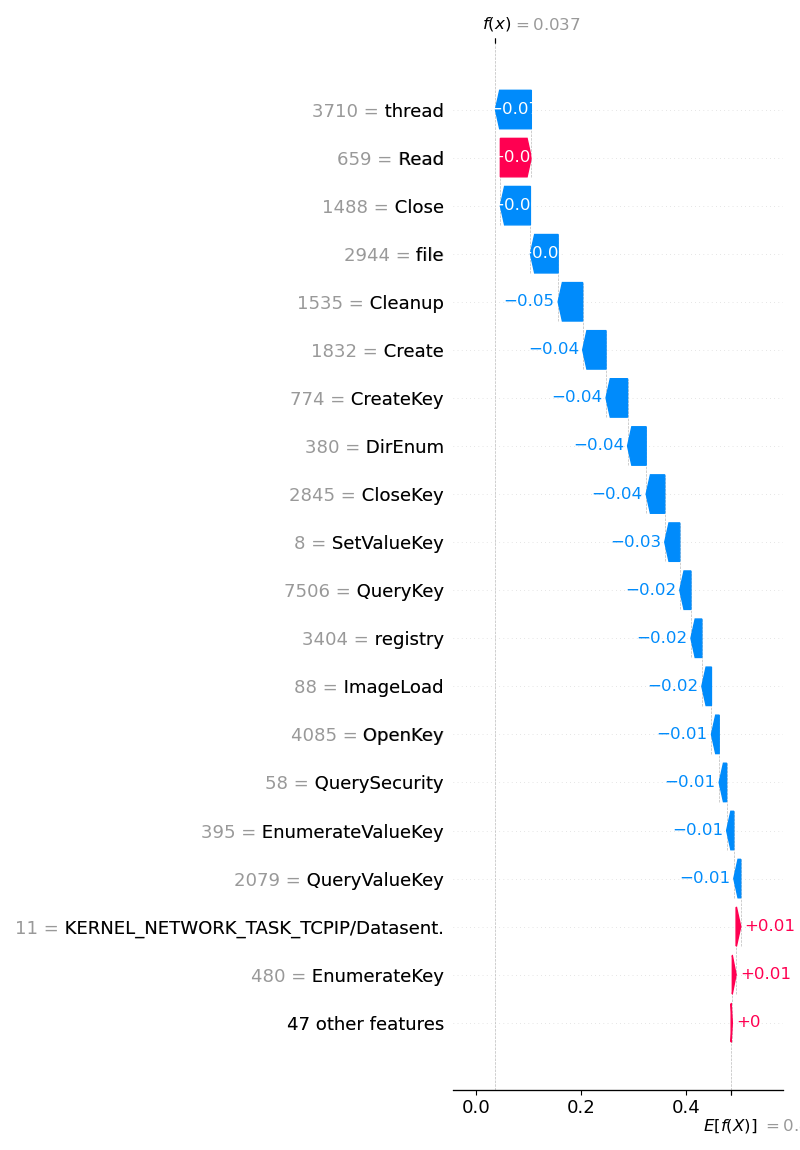 f(x) = 0.037
3710 = thread
659 = Read
1488 = Close
2944 = file
1535 = Cleanup −0.05
1832 = Create −0.04
774 = CreateKey −0.04
380 = DirEnum −0.04
2845 = CloseKey −0.04
8 = SetValueKey −0.03
7506 = QueryKey −0.02
3404 = registry −0.02
88 = ImageLoad −0.02
4085 = OpenKey −0.01
58 = QuerySecurity −0.01
395 = EnumerateValueKey −0.01
2079 = QueryValueKey −0.01
11 = KERNEL_NETWORK_TASK_TCPIP/Datasent. +0.01
480 = EnumerateKey +0.01
47 other features +0
0.0 0.2 0.4
E[f(X)] = 0.